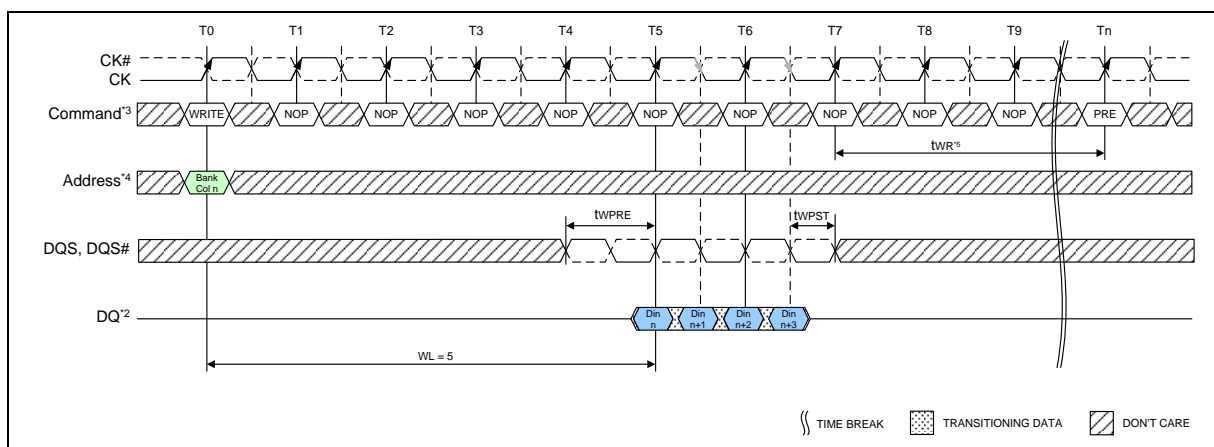 T0 T1 T2 T3 T4 T5 T6 T7 T8 T9 Tn
CK#
CK
Command*3 WRITE NOP NOP NOP NOP NOP NOP NOP NOP NOP PRE
tWR*5
Address*4 Bank
Col n
tWPRE tWPST
DQS, DQS#
DQ*2 Din
n Din
n+1 Din
n+2 Din
n+3
WL = 5
TIME BREAK TRANSITIONING DATA DON'T CARE